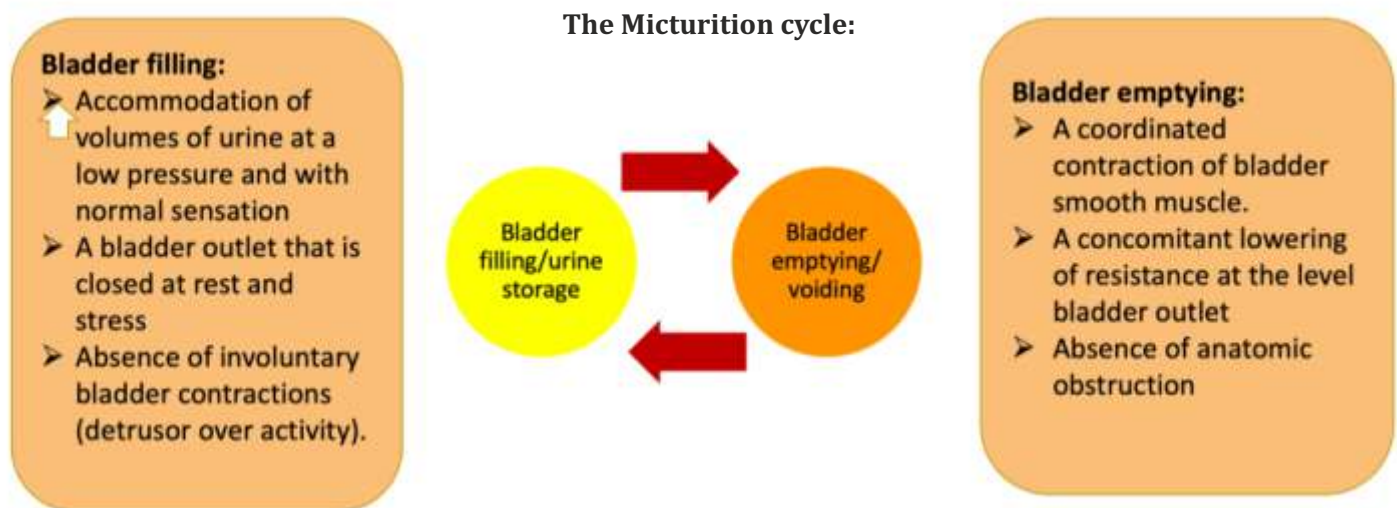 The Micturition cycle:
Bladder filling:
➢ Accommodation of
volumes of urine at a
low pressure and with
normal sensation
➢ A bladder outlet that is
closed at rest and
stress
➢ Absence of involuntary
bladder contractions
(detrusor over activity).
Bladder
filling/urine
storage
Bladder
emptying/
voiding
Bladder emptying:
➢ A coordinated
contraction of bladder
smooth muscle.
➢ A concomitant lowering
of resistance at the level
bladder outlet
➢ Absence of anatomic
obstruction